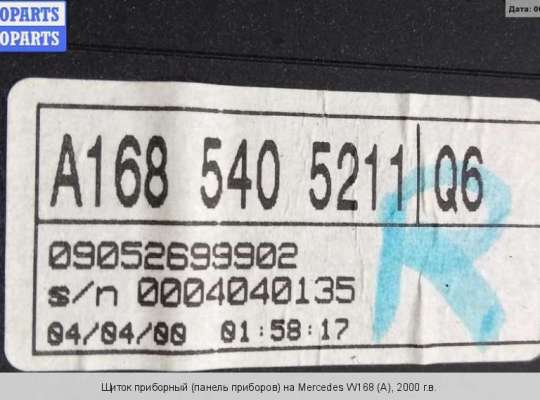 OPARTS
OPARTS
Дата: 0
A168 540 5211 Q6
09052699902
s/n 0004040135
04/04/00 01:58:17
R
Щиток приборный (панель приборов) на Mercedes W168 (A), 2000 г.в.